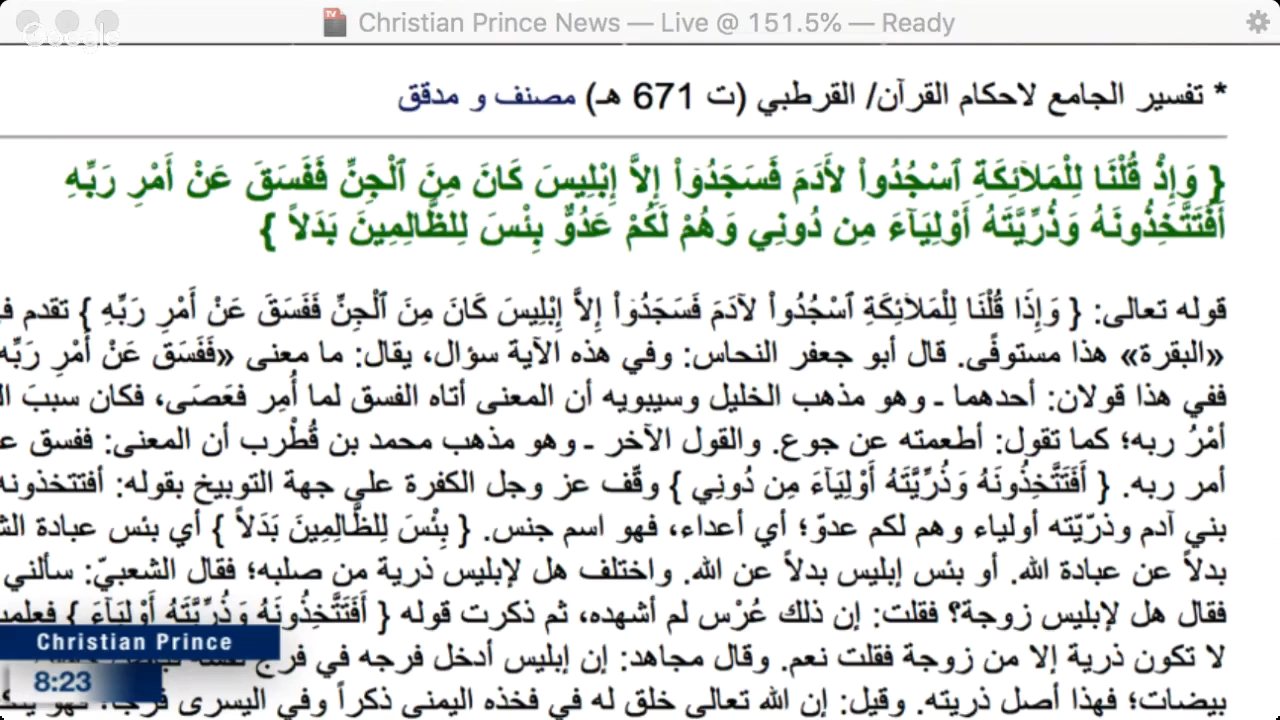 Christian Prince News — Live @ 151.5% — Ready
Google
* تفسير الجامع لاحكام القرآن/ القرطبي (ت 671 هـ) مصنف و مدقق
{ وَإِذْ قُلْنَا لِلْمَلاۤئِكَةِ ٱسْجُدُواْ لأَدَمَ فَسَجَدُوۤاْ إِلاَّ إِبْلِيسَ كَانَ مِنَ ٱلْجِنِّ فَفَسَقَ عَنْ أَمْرِ رَبِّهِ
أَفَتَتَّخِذُونَهُ وَذُرِّيَّتَهُ أَوْلِيَآءَ مِن دُونِي وَهُمْ لَكُمْ عَدُوٌّ بِئْسَ لِلظَّالِمِينَ بَدَلاً }
قوله تعالى: { وَإِذَا قُلْنَا لِلْمَلاۤئِكَةِ ٱسْجُدُواْ لآدَمَ فَسَجَدُوۤاْ إِلاَّ إِبْلِيسَ كَانَ مِنَ ٱلْجِنِّ فَفَسَقَ عَنْ أَمْرِ رَبِّهِ } تقدم
«البقرة» هذا مستوفًى. قال أبو جعفر النحاس: وفي هذه الآية سؤال، يقال: ما معنى «فَفَسَقَ عَنْ أَمْرِ رَبِّه
ففي هذا قولان: أحدهما ـ وهو مذهب الخليل وسيبويه أن المعنى أتاه الفسق لما أُمِر فعَصَى، فكان سببَ
أمْرُ ربه؛ كما تقول: أطعمته عن جوع. والقول الآخر ـ وهو مذهب محمد بن قُطْرب أن المعنى: ففسق
أمر ربه. { أَفَتَتَّخِذُونَهُ وَذُرِّيَّتَهُ أَوْلِيَآءَ مِن دُونِي } وقّف عز وجل الكفرة على جهة التوبيخ بقوله: أفتتخذونه
بني آدم وذرّيّته أولياء وهم لكم عدوّ؛ أي أعداء، فهو اسم جنس. { بِئْسَ لِلظَّالِمِينَ بَدَلاً } أي بئس عبادة
بدلاً عن عبادة الله. أو بئس إبليس بدلاً عن الله. واختلف هل لإبليس ذرية من صلبه؛ فقال الشعبيّ: سألني
فقال هل لإبليس زوجة؟ فقلت: إن ذلك عُرْس لم أشهده، ثم ذكرت قوله { أَفَتَتَّخِذُونَهُ وَذُرِّيَّتَهُ أَوْلِيَآءَ } فعلمت
لا تكون ذرية إلا من زوجة فقلت نعم. وقال مجاهد: إن إبليس أدخل فرجه في فرج
بيضات؛ فهذا أصل ذريته. وقيل: إن الله تعالى خلق له في فخذه اليمنى ذكراً وفي اليسرى فرجاً؛
Christian Prince
8:23